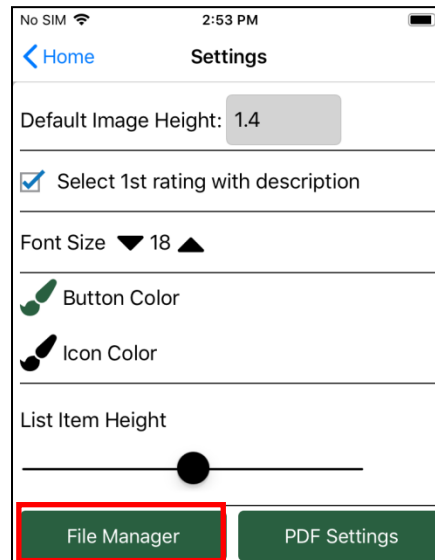 No SIM 2:53 PM
Home Settings
Default Image Height: 1.4
Select 1st rating with description
Font Size 18
Button Color
Icon Color
List Item Height
File Manager PDF Settings